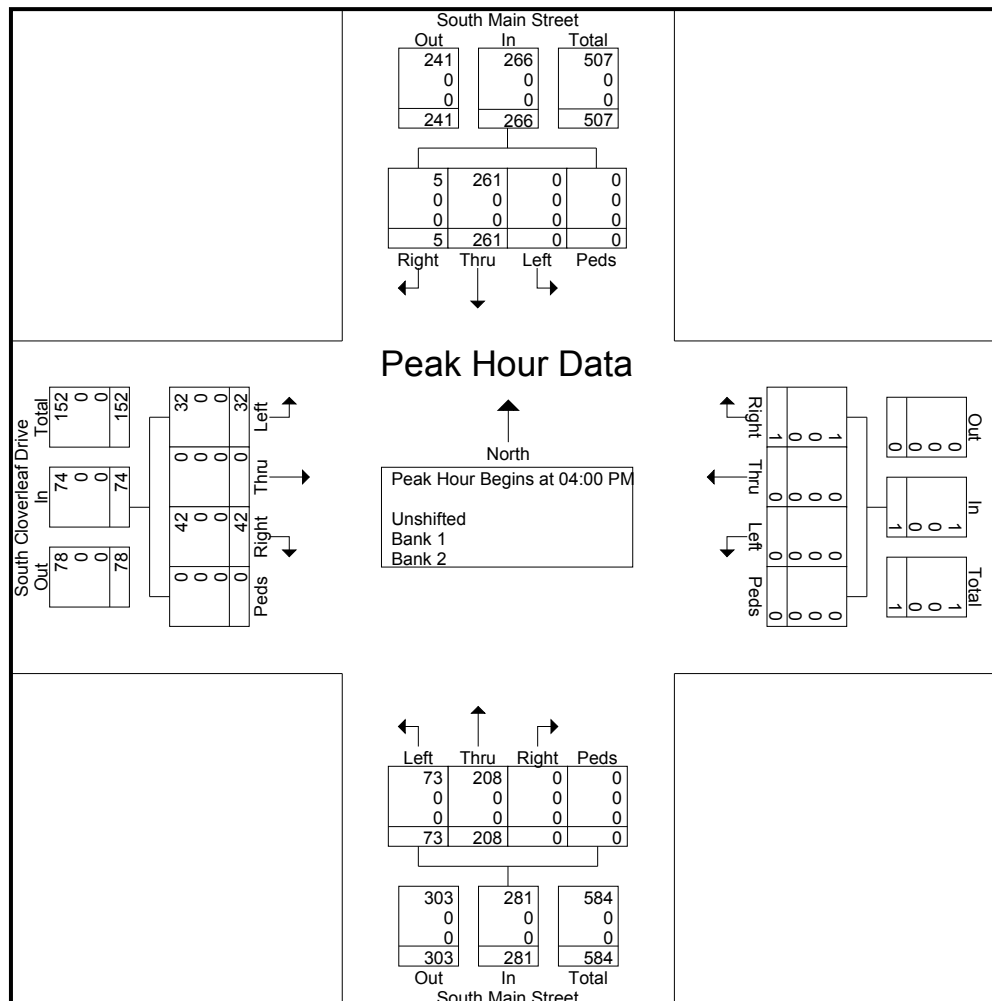 South Main Street
Out In Total
241 266 507
0 0 0
0 0 0
241 266 507
5 261 0 0
0 0 0 0
0 0 0 0
5 261 0 0
Right Thru Left Peds
Peak Hour Data
South Cloverleaf Drive
Out In Total
78 74 152
0 0 0
0 0 0
78 74 152
0 42 0 32
0 0 0 0
0 0 0 0
0 42 0 32
Peds Right Thru Left
North
Peak Hour Begins at 04:00 PM
Unshifted
Bank 1
Bank 2
Out In Total
0 1 1
0 0 0
0 0 0
0 1 1
1 0 0 0
0 0 0 0
0 0 0 0
1 0 0 0
Right Thru Left Peds
Left Thru Right Peds
73 208 0 0
0 0 0 0
0 0 0 0
73 208 0 0
303 281 584
0 0 0
0 0 0
303 281 584
Out In Total
South Main Street